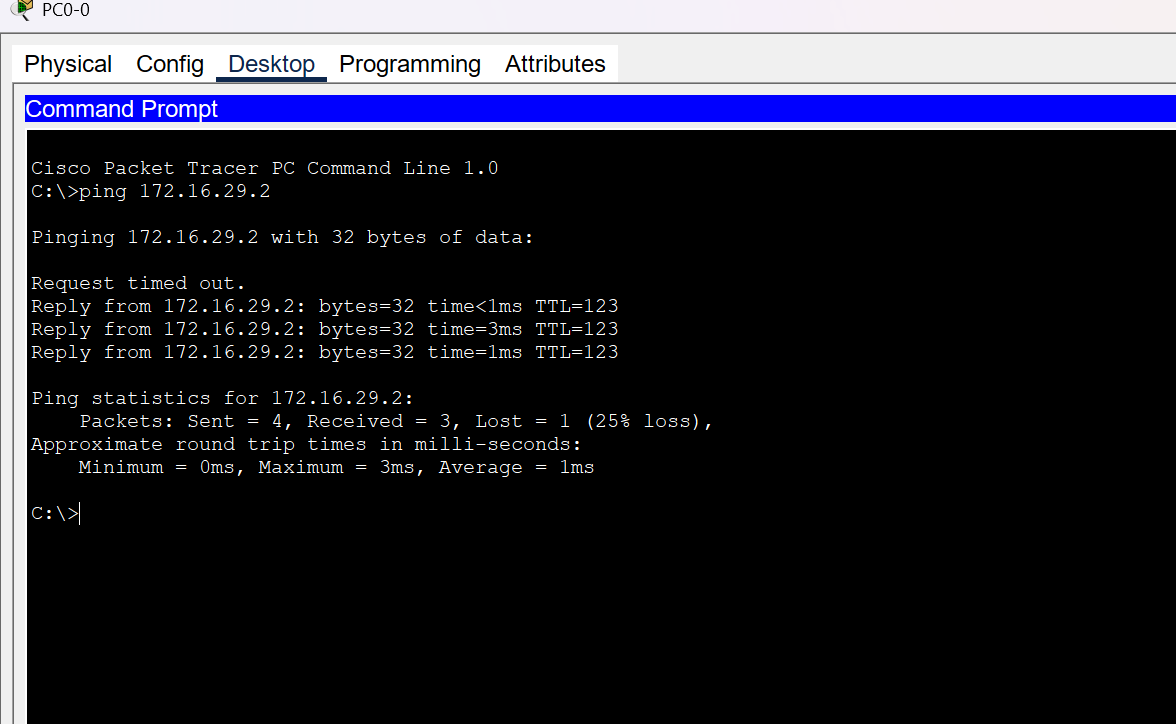 PC0-0
Physical Config Desktop Programming Attributes
Command Prompt
Cisco Packet Tracer PC Command Line 1.0
C:\>ping 172.16.29.2
Pinging 172.16.29.2 with 32 bytes of data:
Request timed out.
Reply from 172.16.29.2: bytes=32 time<1ms TTL=123
Reply from 172.16.29.2: bytes=32 time=3ms TTL=123
Reply from 172.16.29.2: bytes=32 time=1ms TTL=123
Ping statistics for 172.16.29.2:
    Packets: Sent = 4, Received = 3, Lost = 1 (25% loss),
Approximate round trip times in milli-seconds:
    Minimum = 0ms, Maximum = 3ms, Average = 1ms
C:\>